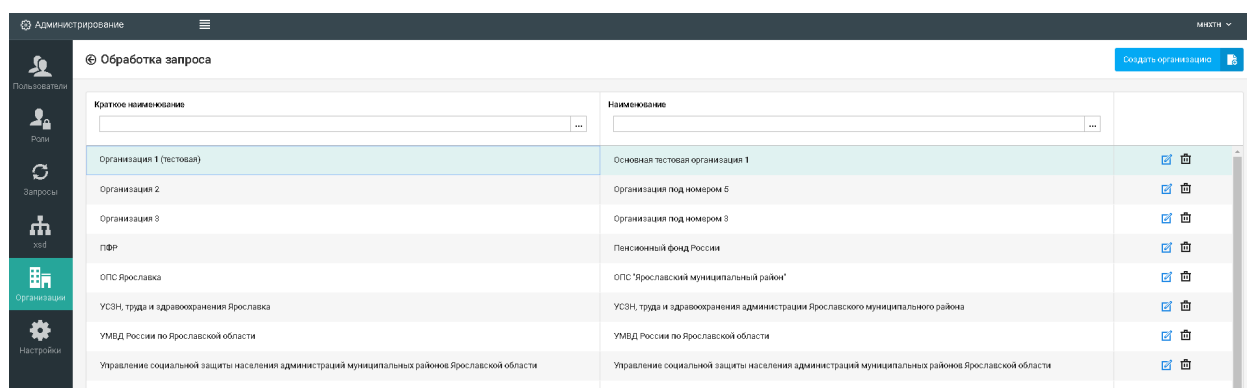 Администрирование
мнхтн
Пользователи
Роли
Запросы
xsd
Организации
Настройки
Обработка запроса
Создать организацию
Краткое наименование Наименование
... ...
Организация 1 (тестовая) Основная тестовая организация 1
Организация 2 Организация под номером 5
Организация 3 Организация под номером 3
ПФР Пенсионный фонд России
ОПС Ярославка ОПС "Ярославский муниципальный район"
УСЗН, труда и здравоохранения Ярославка УСЗН, труда и здравоохранения администрации Ярославского муниципального района
УМВД России по Ярославской области УМВД России по Ярославской области
Управление социальной защиты населения администраций муниципальных районов Ярославской области Управление социальной защиты населения администраций муниципальных районов Ярославской области